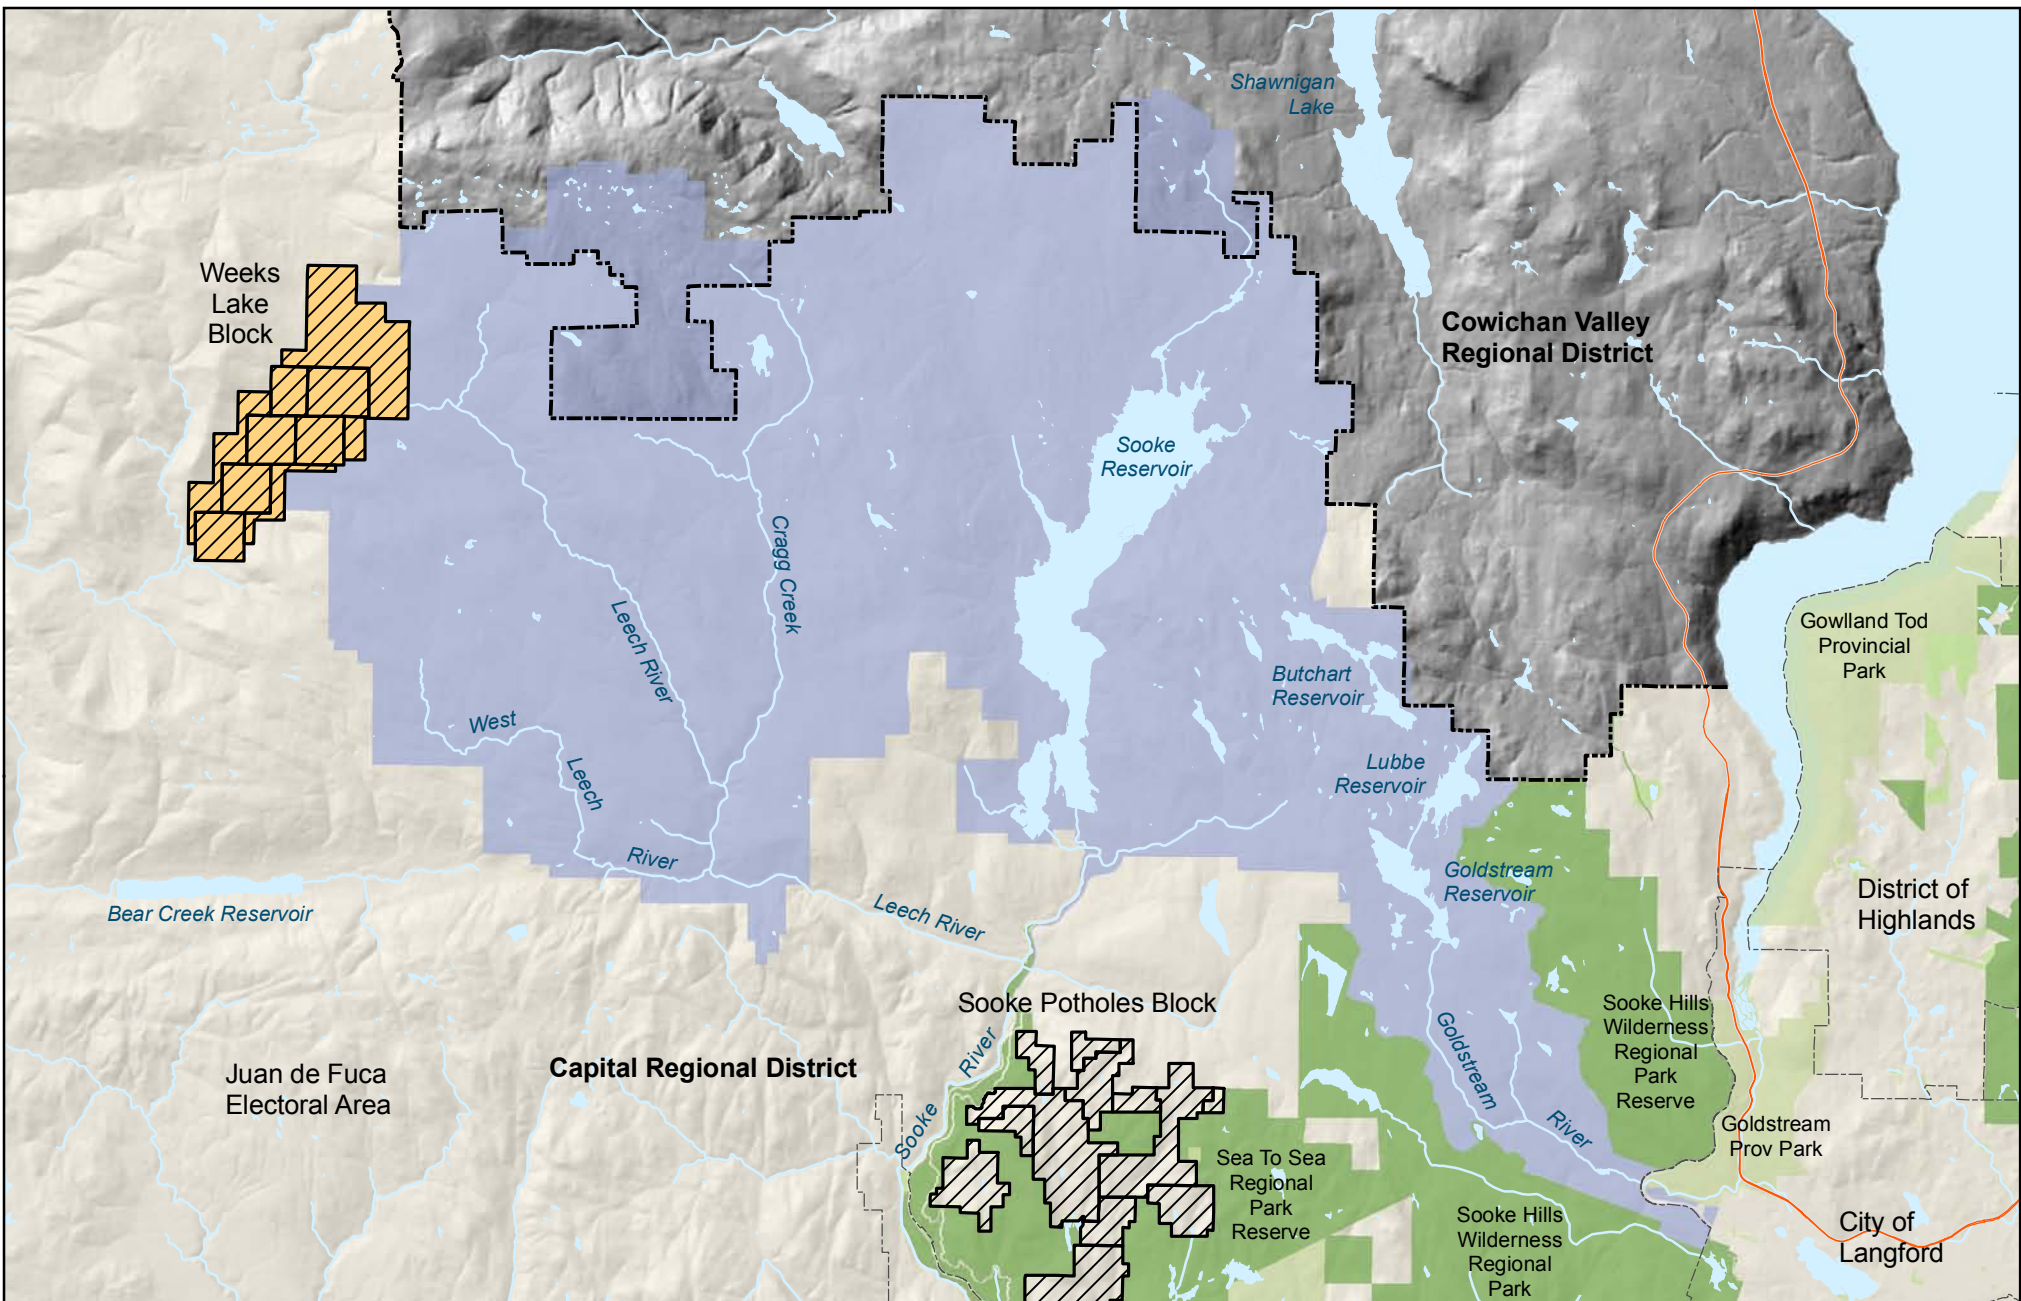 Shawnigan
Lake
Weeks
Lake
Block
Cowichan Valley
Regional District
Sooke
Reservoir
Cragg Creek
Leech River
Gowlland Tod
Provincial
Park
Butchart
Reservoir
West
Leech
River
Lubbe
Reservoir
Goldstream
Reservoir
Bear Creek Reservoir
Leech River
District of
Highlands
Sooke Potholes Block
Sooke Hills
Wilderness
Regional
Park
Reserve
Juan de Fuca
Electoral Area
Capital Regional District
River
Sooke
Goldstream
River
Goldstream
Prov Park
Sea To Sea
Regional
Park
Reserve
Sooke Hills
Wilderness
Regional
Park
City of
Langford